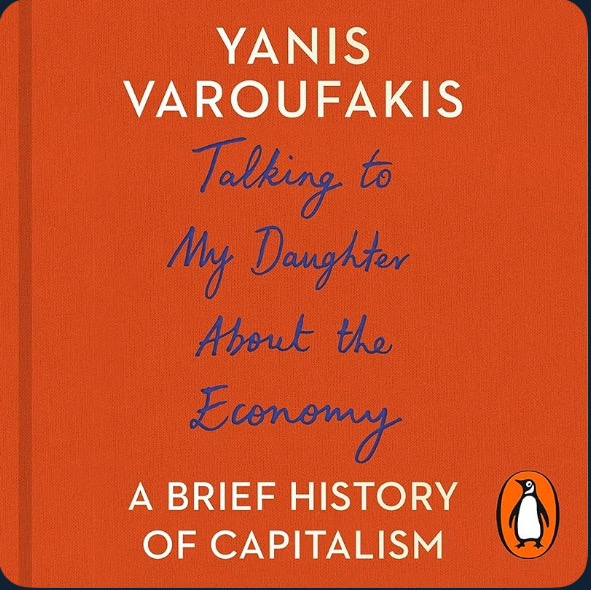 YANIS
VAROUFAKIS
Talking to
My Daughter
About the
Economy
A BRIEF HISTORY
OF CAPITALISM